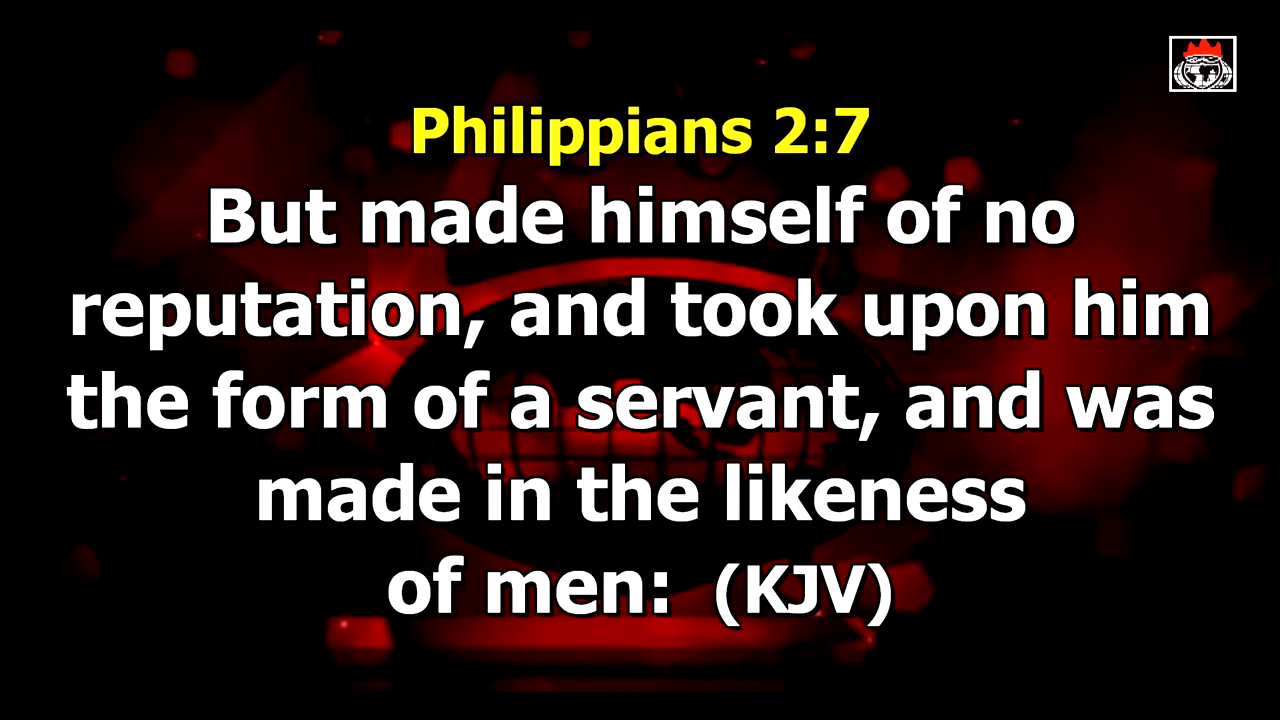 Philippians 2:7
But made himself of no
reputation, and took upon him
the form of a servant, and was
made in the likeness
of men: (KJV)